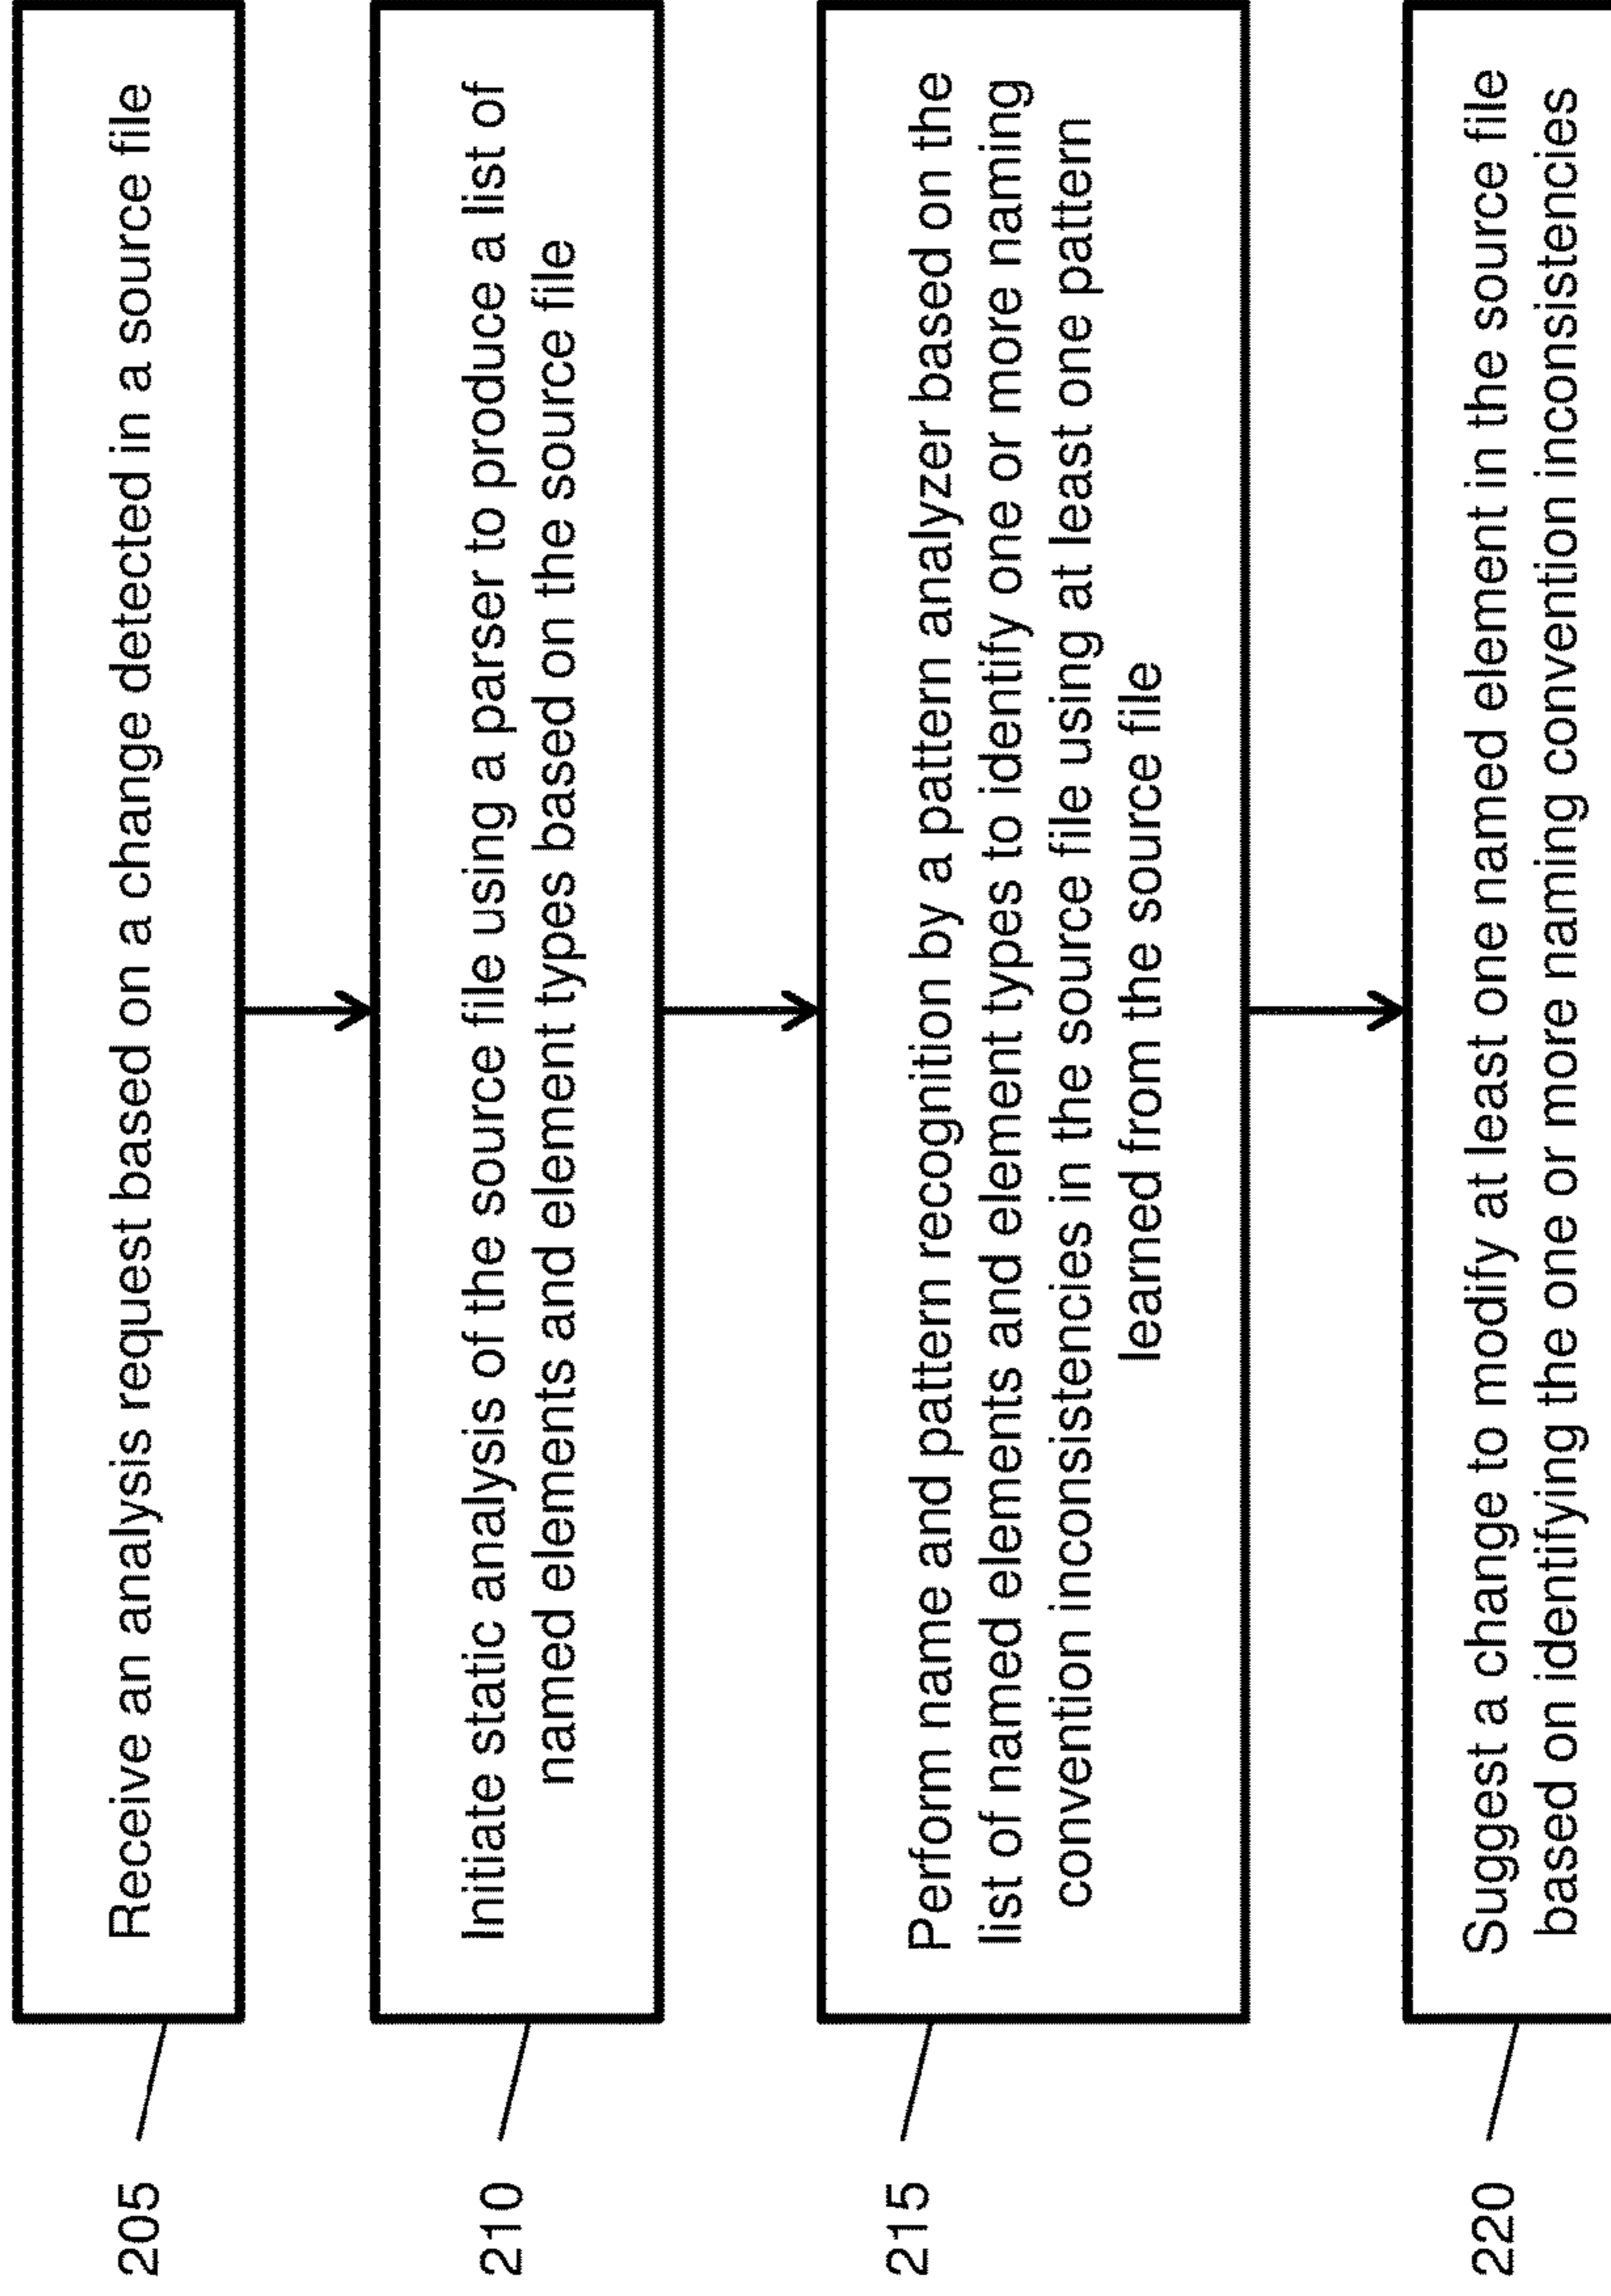 205
Receive an analysis request based on a change detected in a source file
210
Initiate static analysis of the source file using a parser to produce a list of
named elements and element types based on the source file
215
Perform name and pattern recognition by a pattern analyzer based on the
list of named elements and element types to identify one or more naming
convention inconsistencies in the source file using at least one pattern
learned from the source file
220
Suggest a change to modify at least one named element in the source file
based on identifying the one or more naming convention inconsistencies